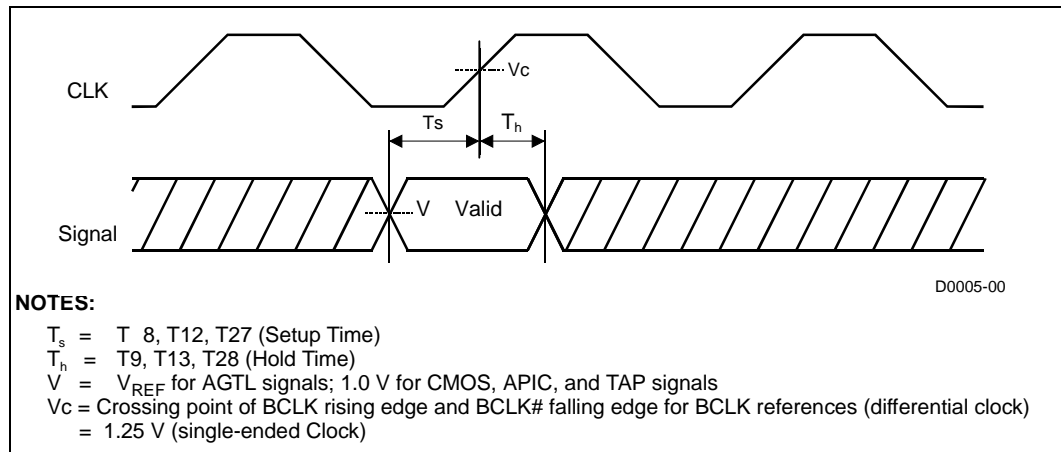 CLK
Vc
Ts
Th
V Valid
Signal
D0005-00
NOTES:
Ts = T 8, T12, T27 (Setup Time)
Th = T9, T13, T28 (Hold Time)
V = VREF for AGTL signals; 1.0 V for CMOS, APIC, and TAP signals
Vc = Crossing point of BCLK rising edge and BCLK# falling edge for BCLK references (differential clock)
= 1.25 V (single-ended Clock)